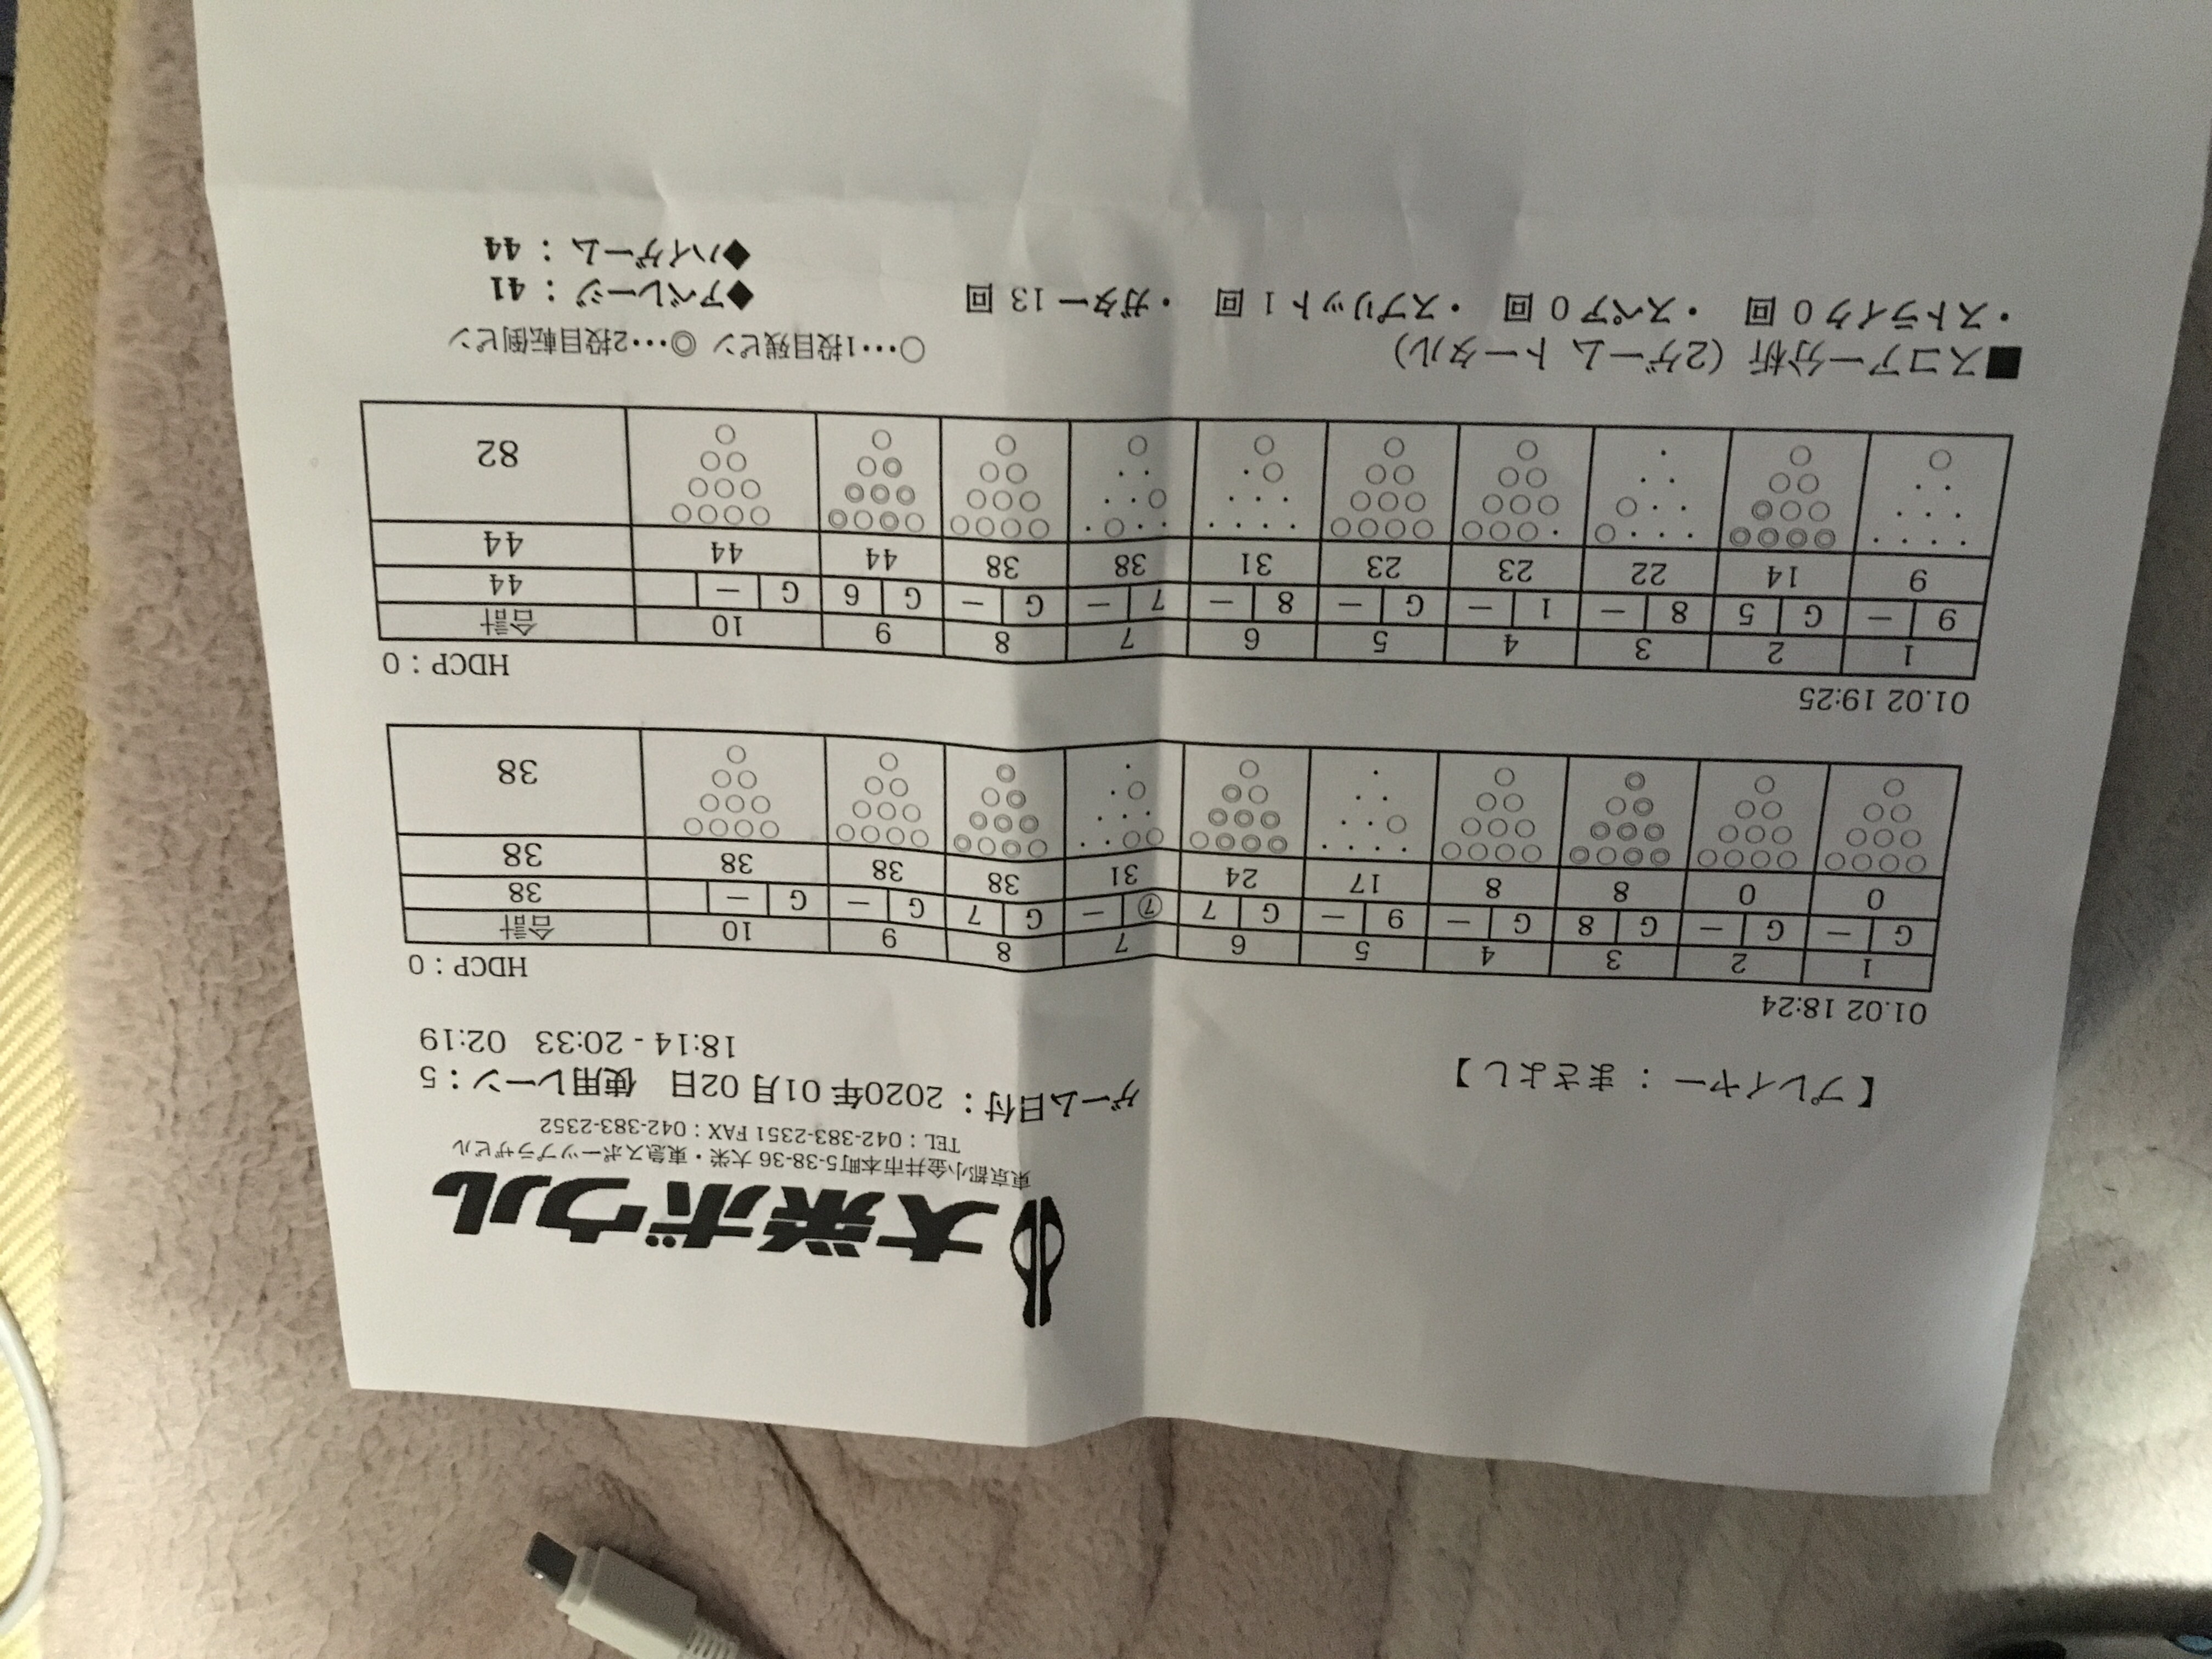 大栄ボウル
東京都小金井市本町5-38-36 大栄・東急スポーツプラザビル
TEL：042-383-2351 FAX：042-383-2352
【プレイヤー ： まさよし】
ゲーム日付： 2020年 01月 02日 使用レーン：5
18:14 - 20:33 02:19
01.02 18:24 HDCP：0
1 2 3 4 5 6 7 8 9 10 合計
G － G － G 8 G － 9 － G 7 ⑦ － G 7 G － G － 38
0 0 8 8 17 24 31 38 38 38 38
38
01.02 19:25 HDCP：0
1 2 3 4 5 6 7 8 9 10 合計
9 － G 5 8 － 1 － G － 8 － 7 － G － G 6 G － 44
9 14 22 23 23 31 38 38 44 44 44
82
■スコアー分析（2ゲーム トータル） ○･･･1投目残ピン ◎･･･2投目転倒ピン
・ストライク 0 回 ・スペア 0 回 ・スプリット 1 回 ・ガター 13 回
◆アベレージ ： 41
◆ハイゲーム ： 44